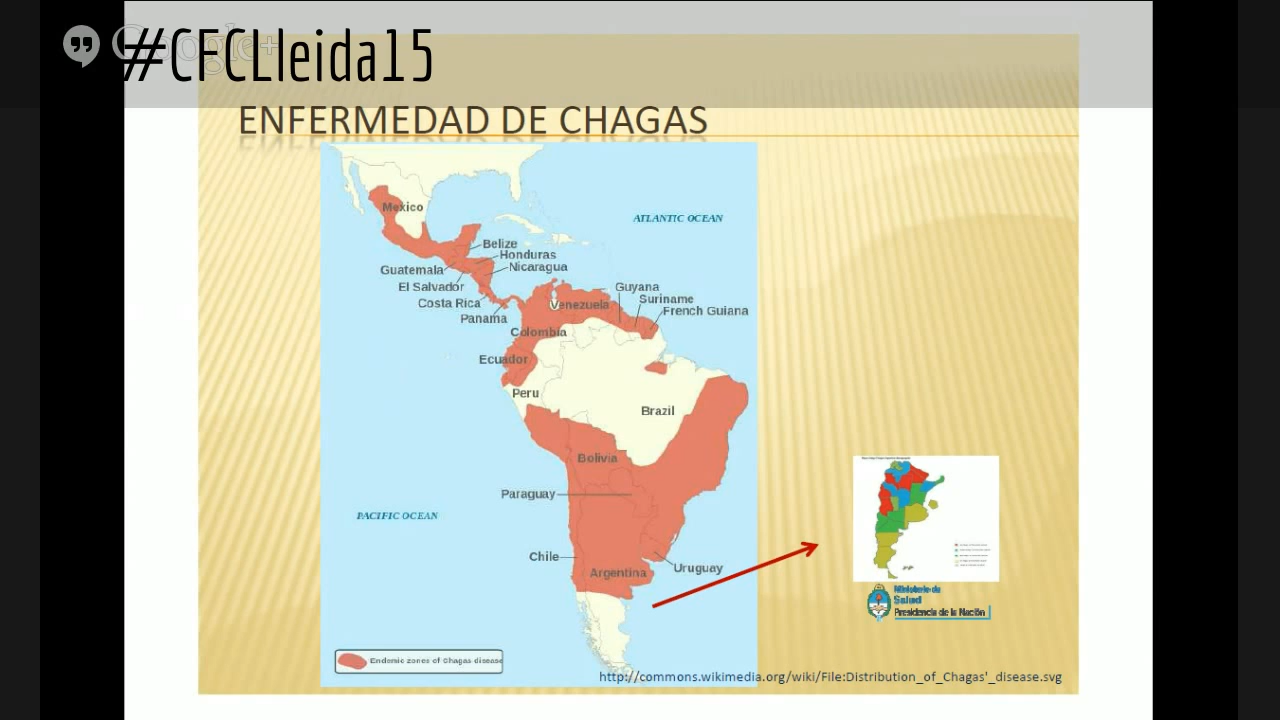 Google+
#CFCLleida15
ENFERMEDAD DE CHAGAS
Mexico
ATLANTIC OCEAN
Belize
Honduras
Nicaragua
Guatemala
El Salvador
Costa Rica
Panama
Guyana
Suriname
French Guiana
Venezuela
Colombia
Ecuador
Peru
Brazil
Bolivia
Paraguay
PACIFIC OCEAN
Chile
Argentina
Uruguay
Ministerio de
Salud
Presidencia de la Nación
Endemic zones of Chagas disease
http://commons.wikimedia.org/wiki/File:Distribution_of_Chagas'_disease.svg